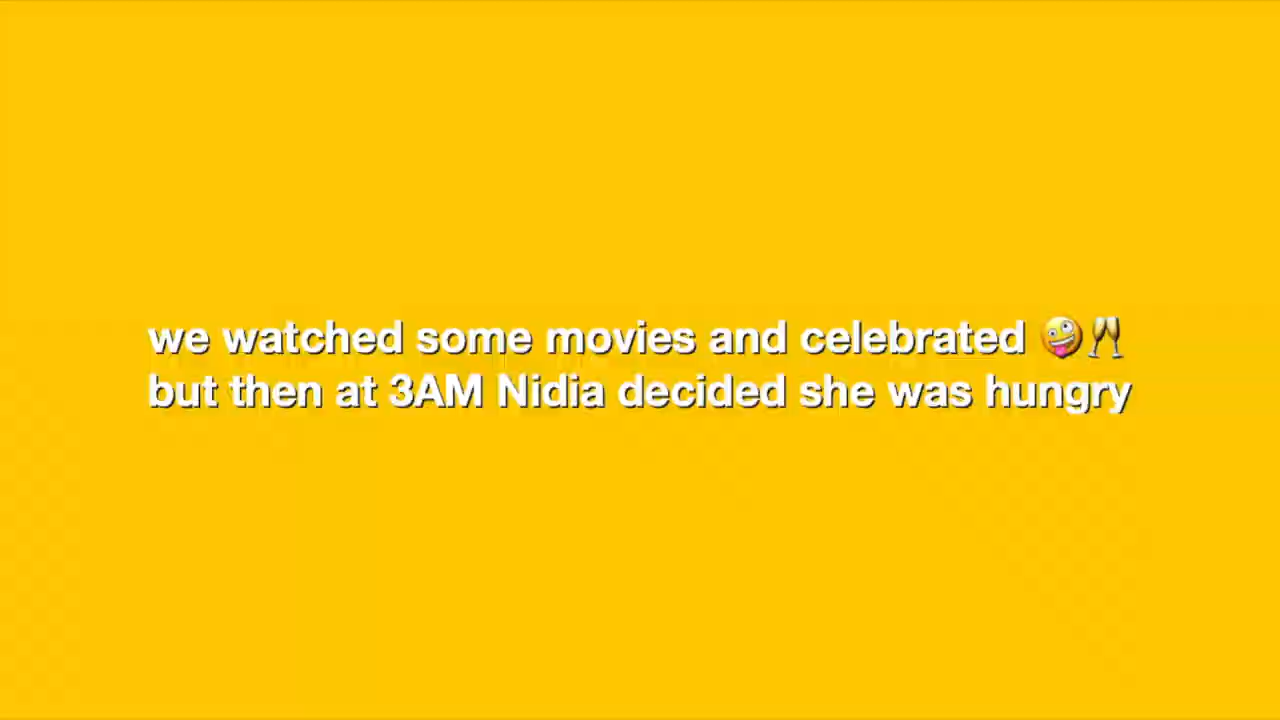 we watched some movies and celebrated 🤪🥂
but then at 3AM Nidia decided she was hungry